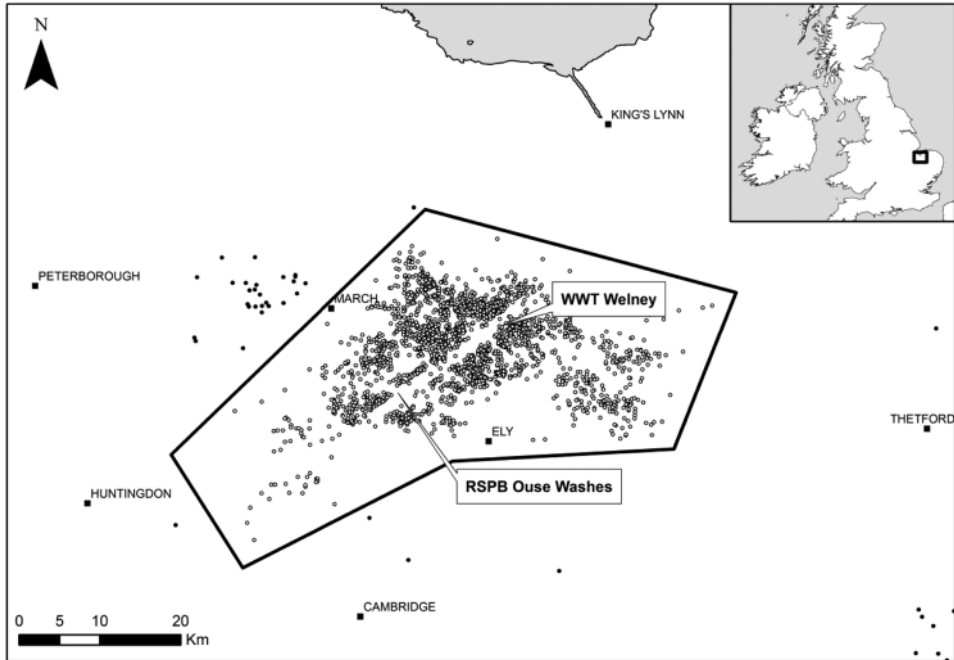 N
KING'S LYNN
PETERBOROUGH
MARCH
WWT Welney
THETFORD
ELY
RSPB Ouse Washes
HUNTINGDON
CAMBRIDGE
0 5 10 20
Km